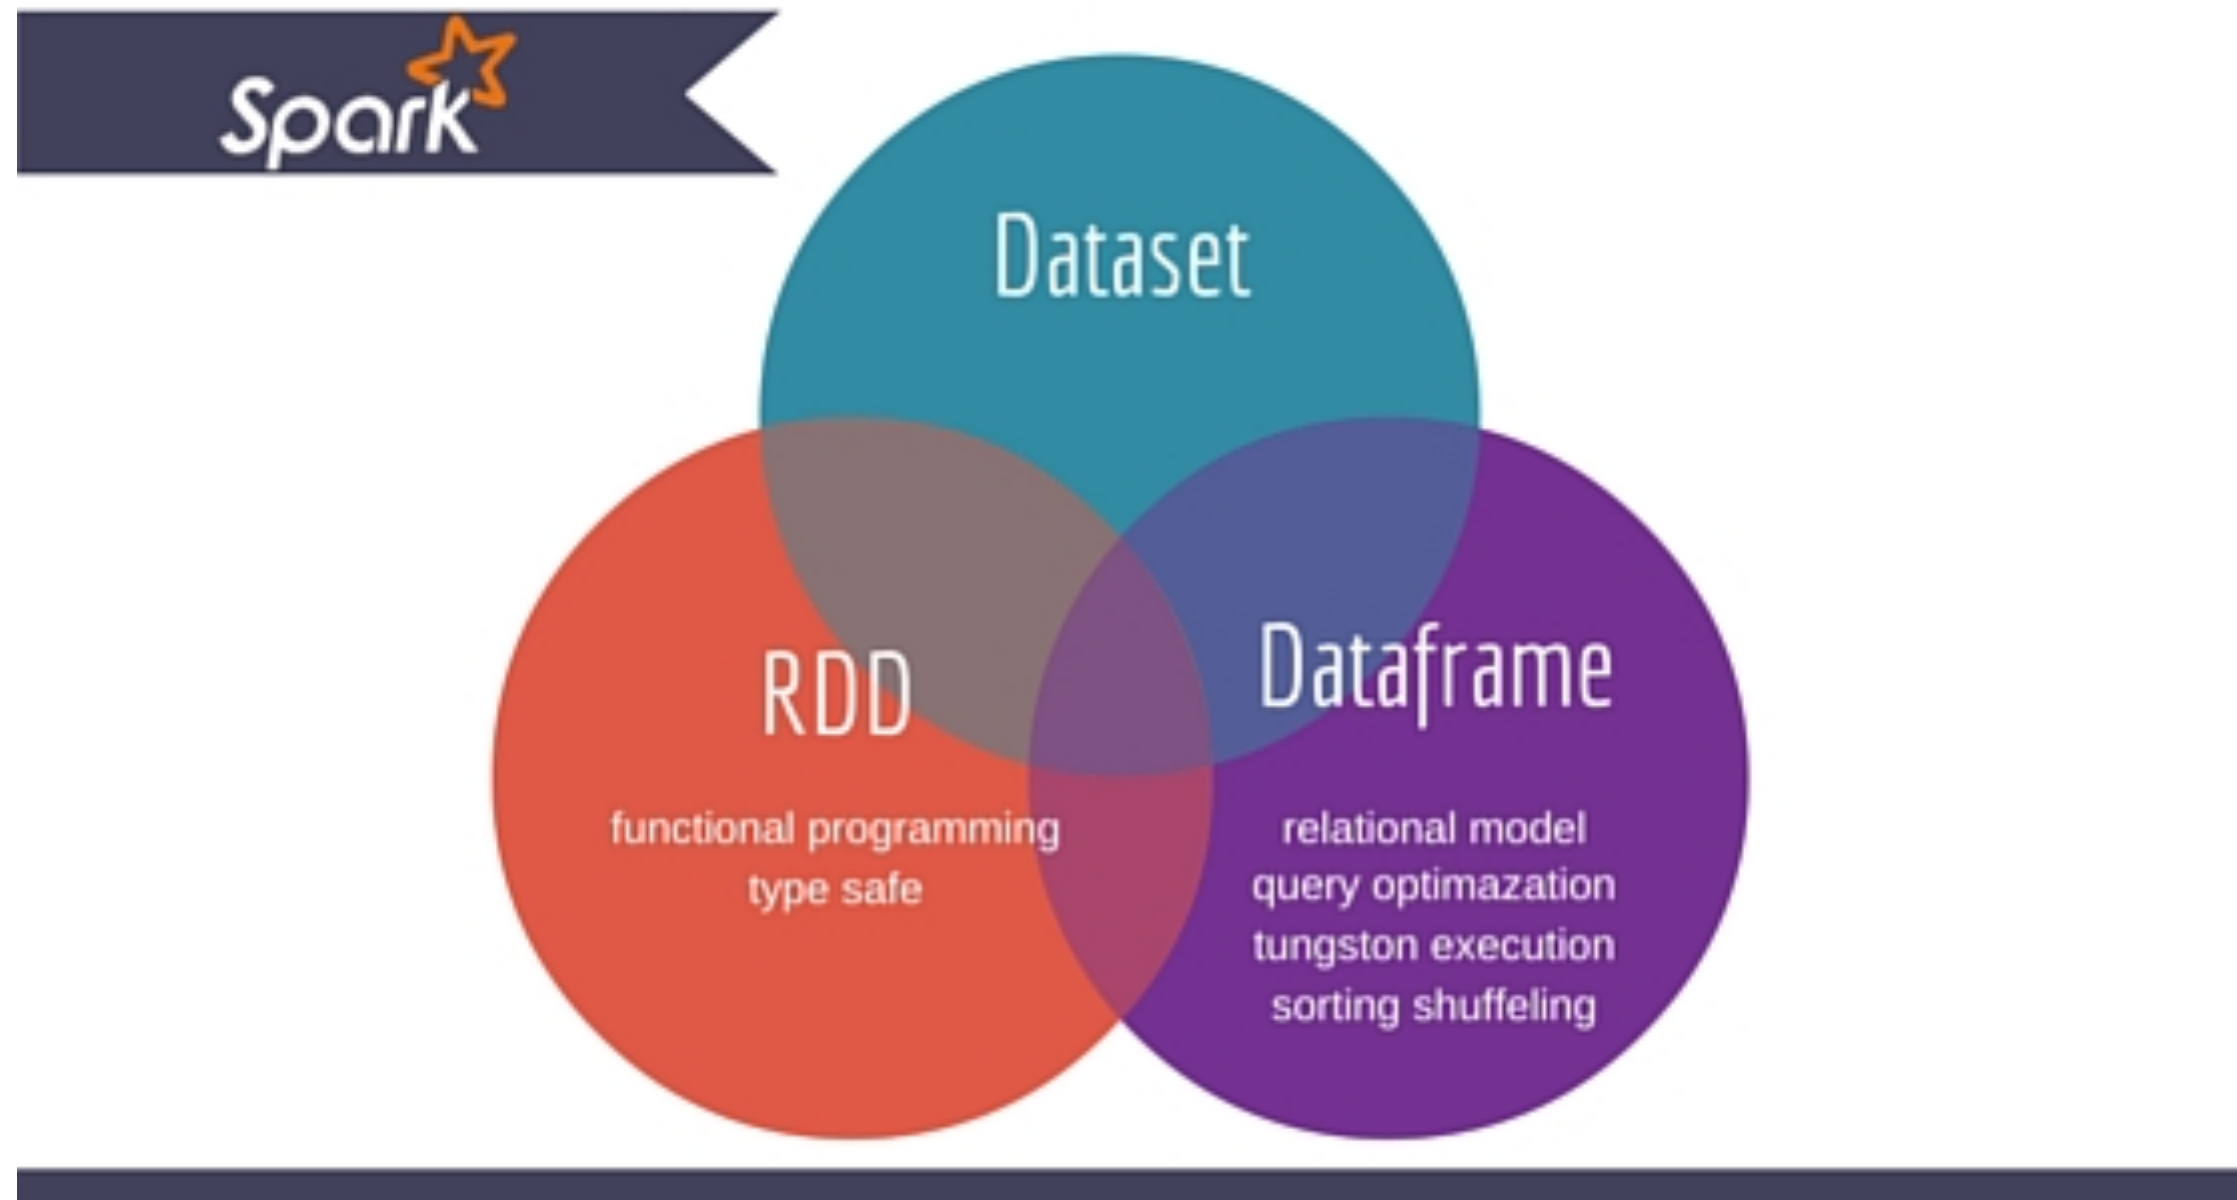 Spark
Dataset
RDD
functional programming
type safe
Dataframe
relational model
query optimazation
tungston execution
sorting shuffeling